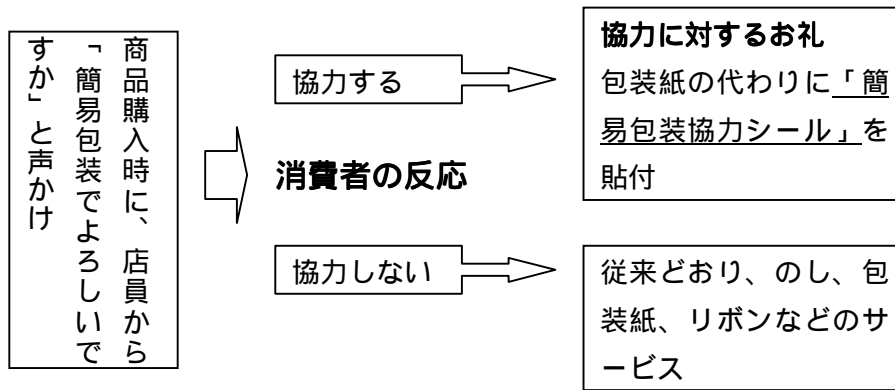 商品購入時に、店員から
「簡易包装でよろしいで
すか」と声かけ
消費者の反応
協力する
協力に対するお礼
包装紙の代わりに「簡
易包装協力シール」を
貼付
協力しない
従来どおり、のし、包
装紙、リボンなどのサ
ービス